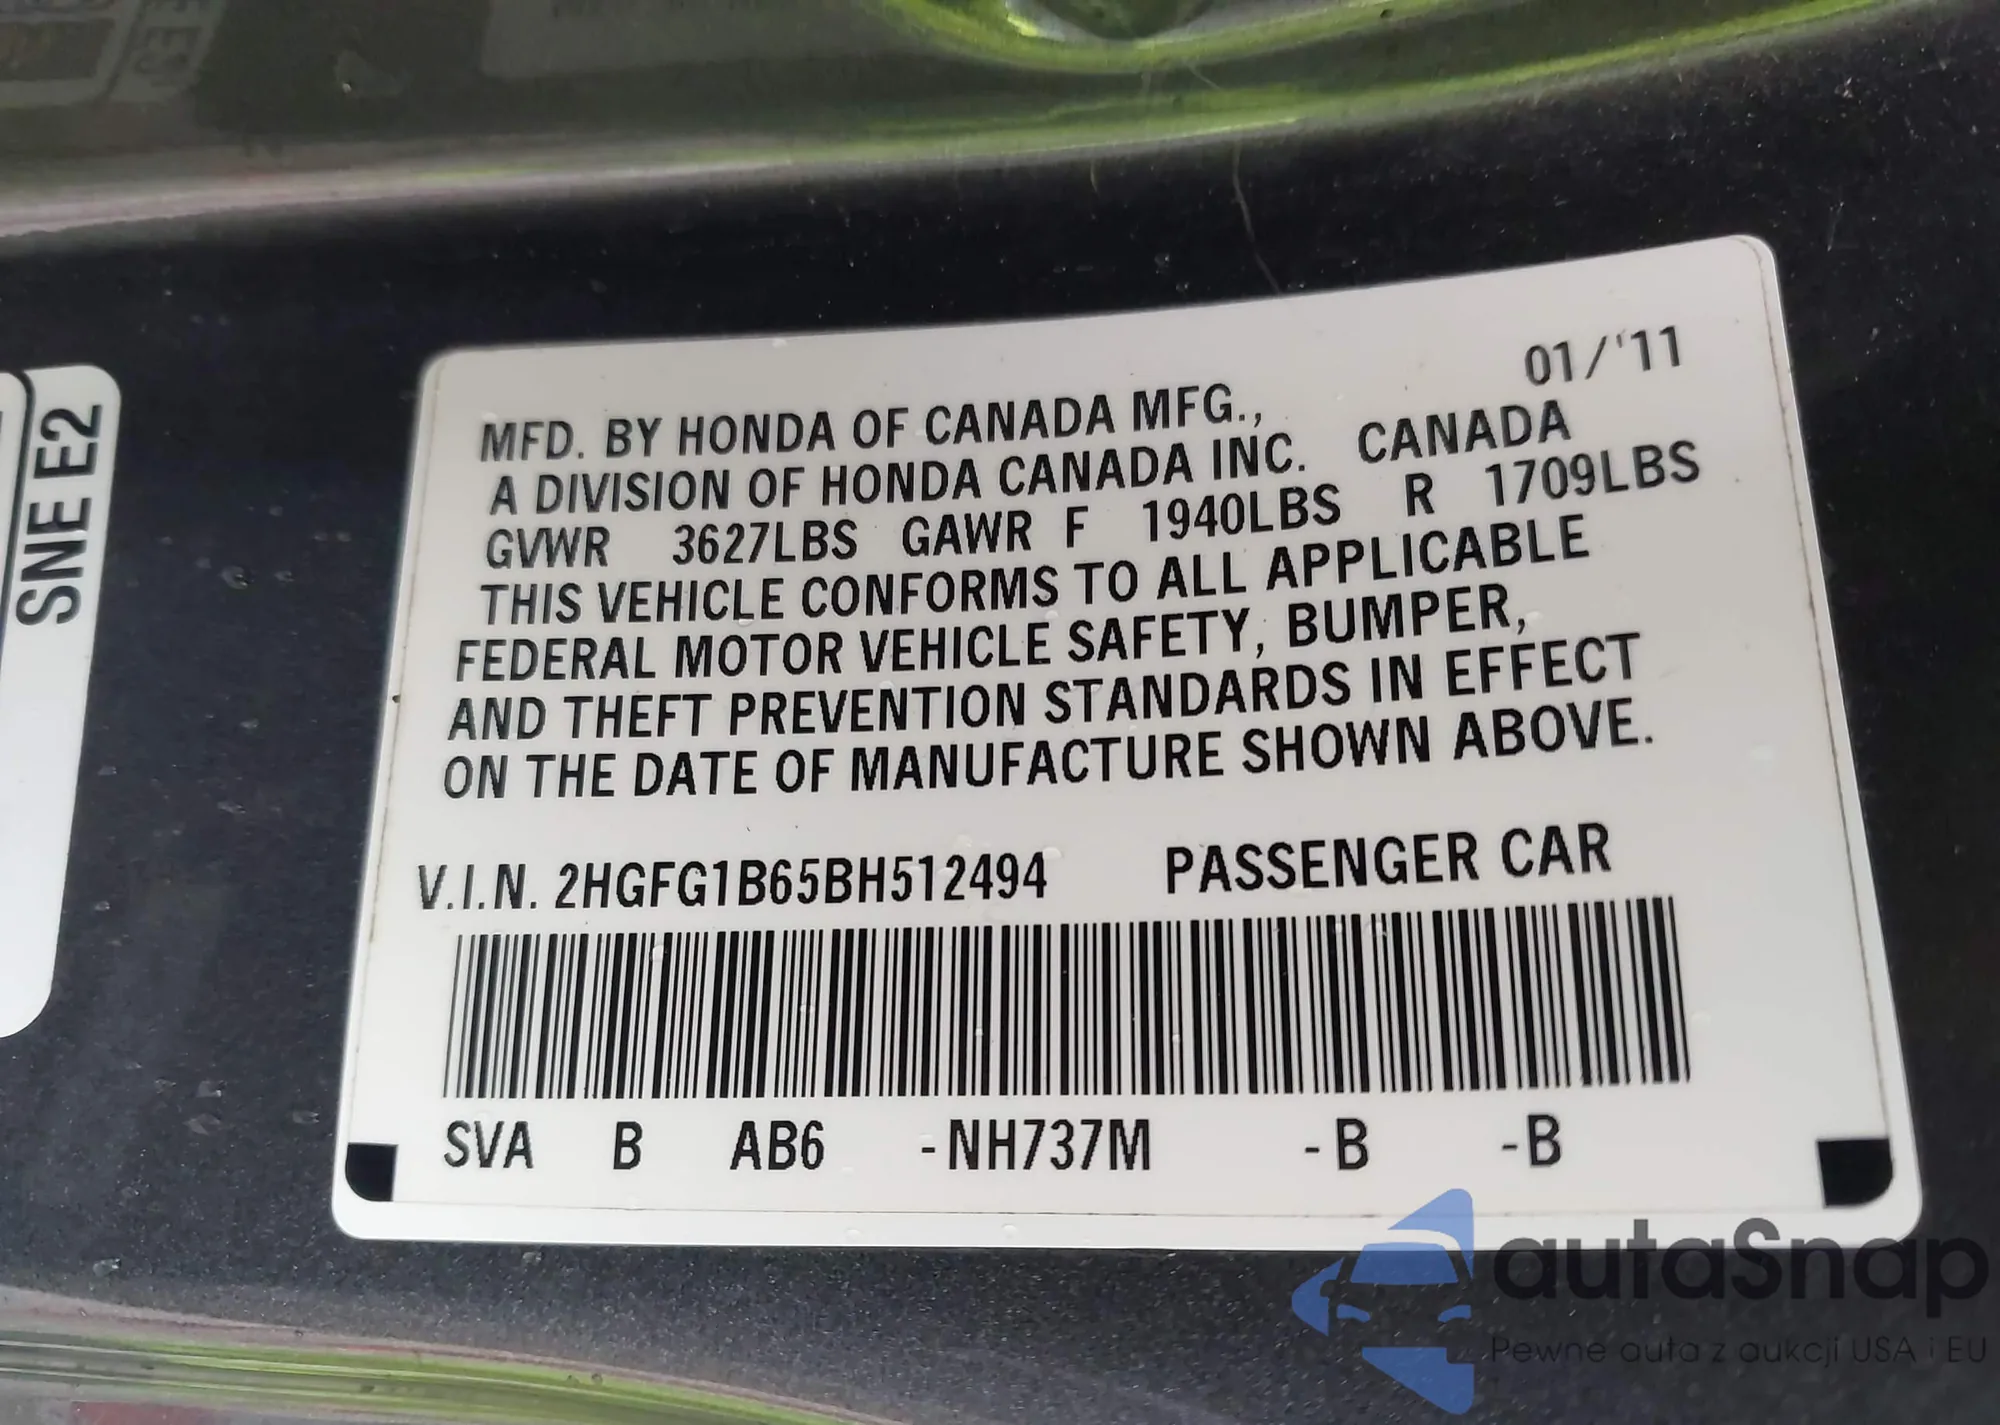 SNE E2
01/'11
MFD. BY HONDA OF CANADA MFG.,
A DIVISION OF HONDA CANADA INC. CANADA
GVWR 3627LBS GAWR F 1940LBS R 1709LBS
THIS VEHICLE CONFORMS TO ALL APPLICABLE
FEDERAL MOTOR VEHICLE SAFETY, BUMPER,
AND THEFT PREVENTION STANDARDS IN EFFECT
ON THE DATE OF MANUFACTURE SHOWN ABOVE.
V.I.N. 2HGFG1B65BH512494 PASSENGER CAR
SVA B AB6 -NH737M -B -B
autaSnap
Pewne auta z aukcji USA i EU